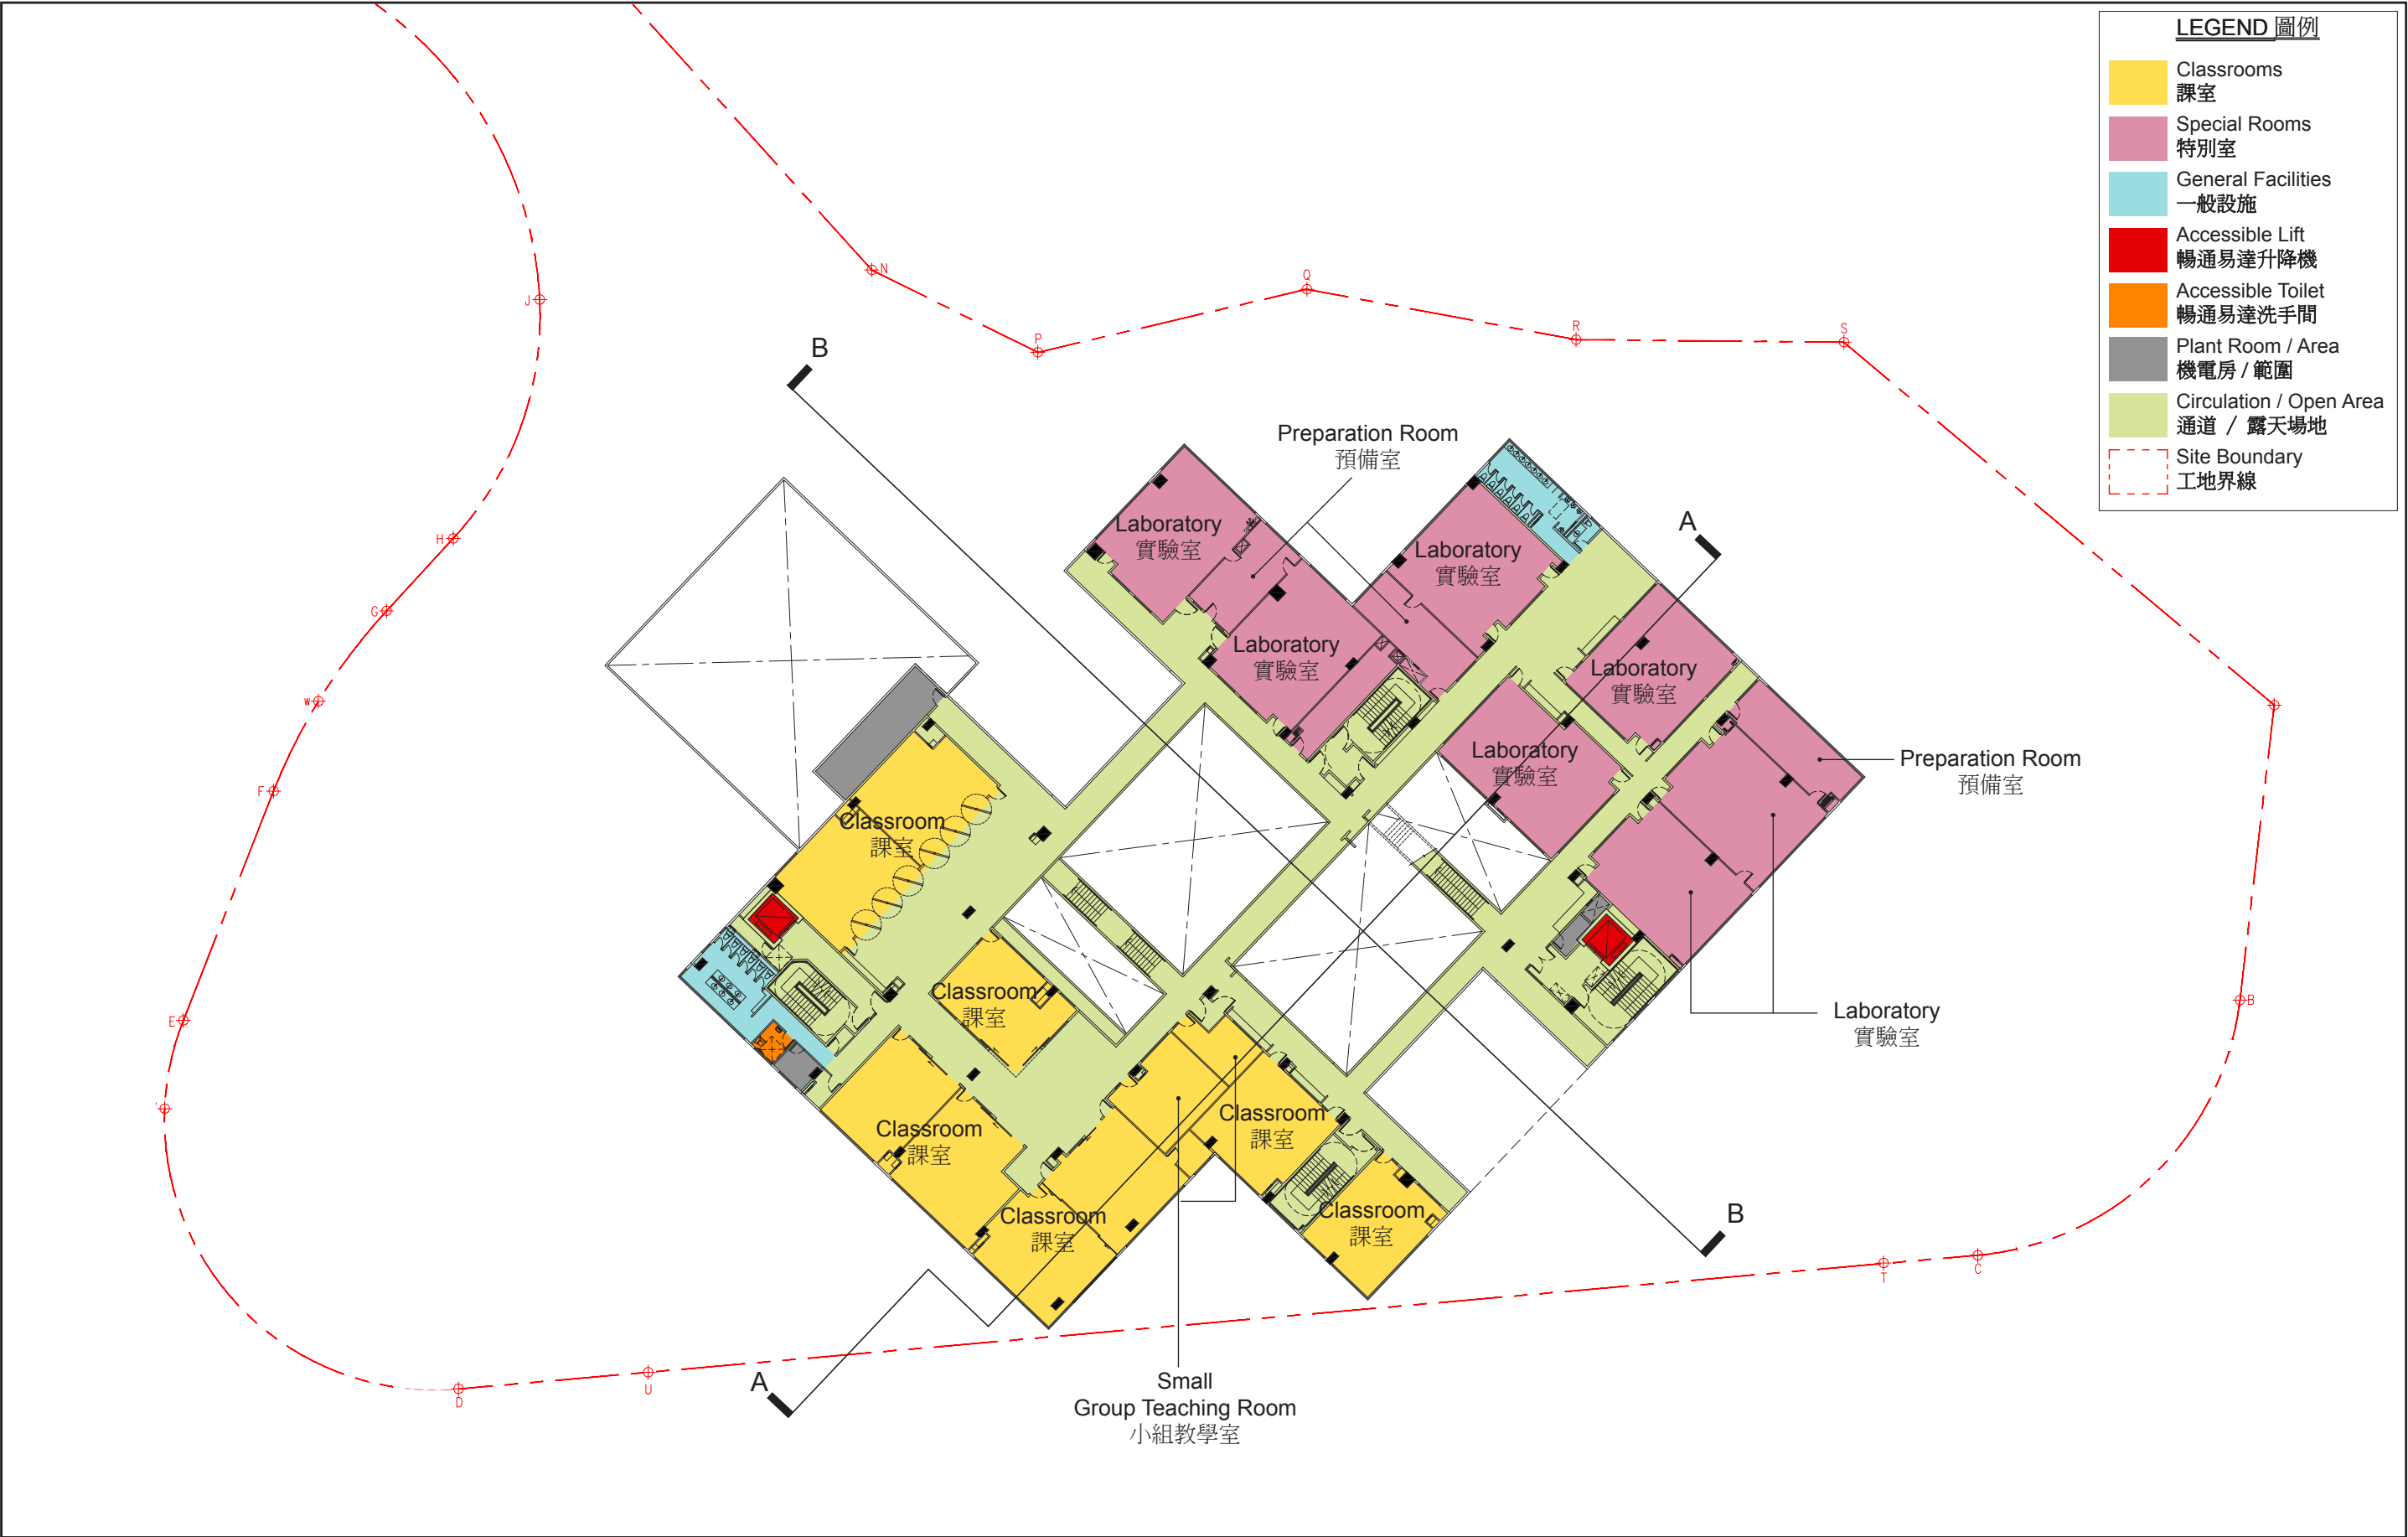 LEGEND 圖例
Classrooms
課室
Special Rooms
特別室
General Facilities
一般設施
Accessible Lift
暢通易達升降機
Accessible Toilet
暢通易達洗手間
Plant Room / Area
機電房 / 範圍
Circulation / Open Area
通道 / 露天場地
Site Boundary
工地界線
N
Q
J
P
R
S
B
Preparation Room
預備室
A
Laboratory
實驗室
Laboratory
實驗室
H
G
Laboratory
實驗室
Laboratory
實驗室
W
Laboratory
實驗室
Preparation Room
預備室
F
Classroom
課室
Classroom
課室
B
Laboratory
實驗室
E
Classroom
課室
Classroom
課室
Classroom
課室
Classroom
課室
B
T
C
A
U
D
Small
Group Teaching Room
小組教學室